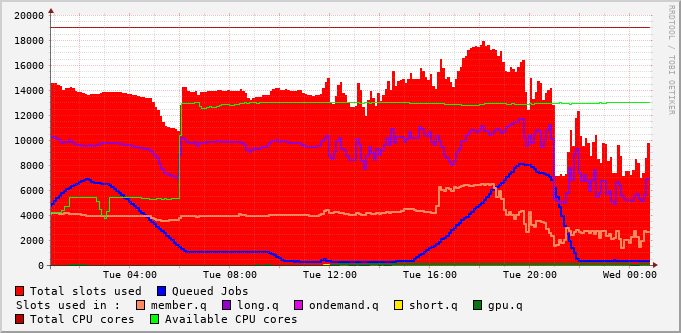 20000
18000
16000
14000
12000
10000
8000
6000
4000
2000
0
Tue 04:00 Tue 08:00 Tue 12:00 Tue 16:00 Tue 20:00 Wed 00:00
Total slots used Queued Jobs
Slots used in : member.q long.q ondemand.q short.q gpu.q
Total CPU cores Available CPU cores
RRDTOOL / TOBI OETIKER